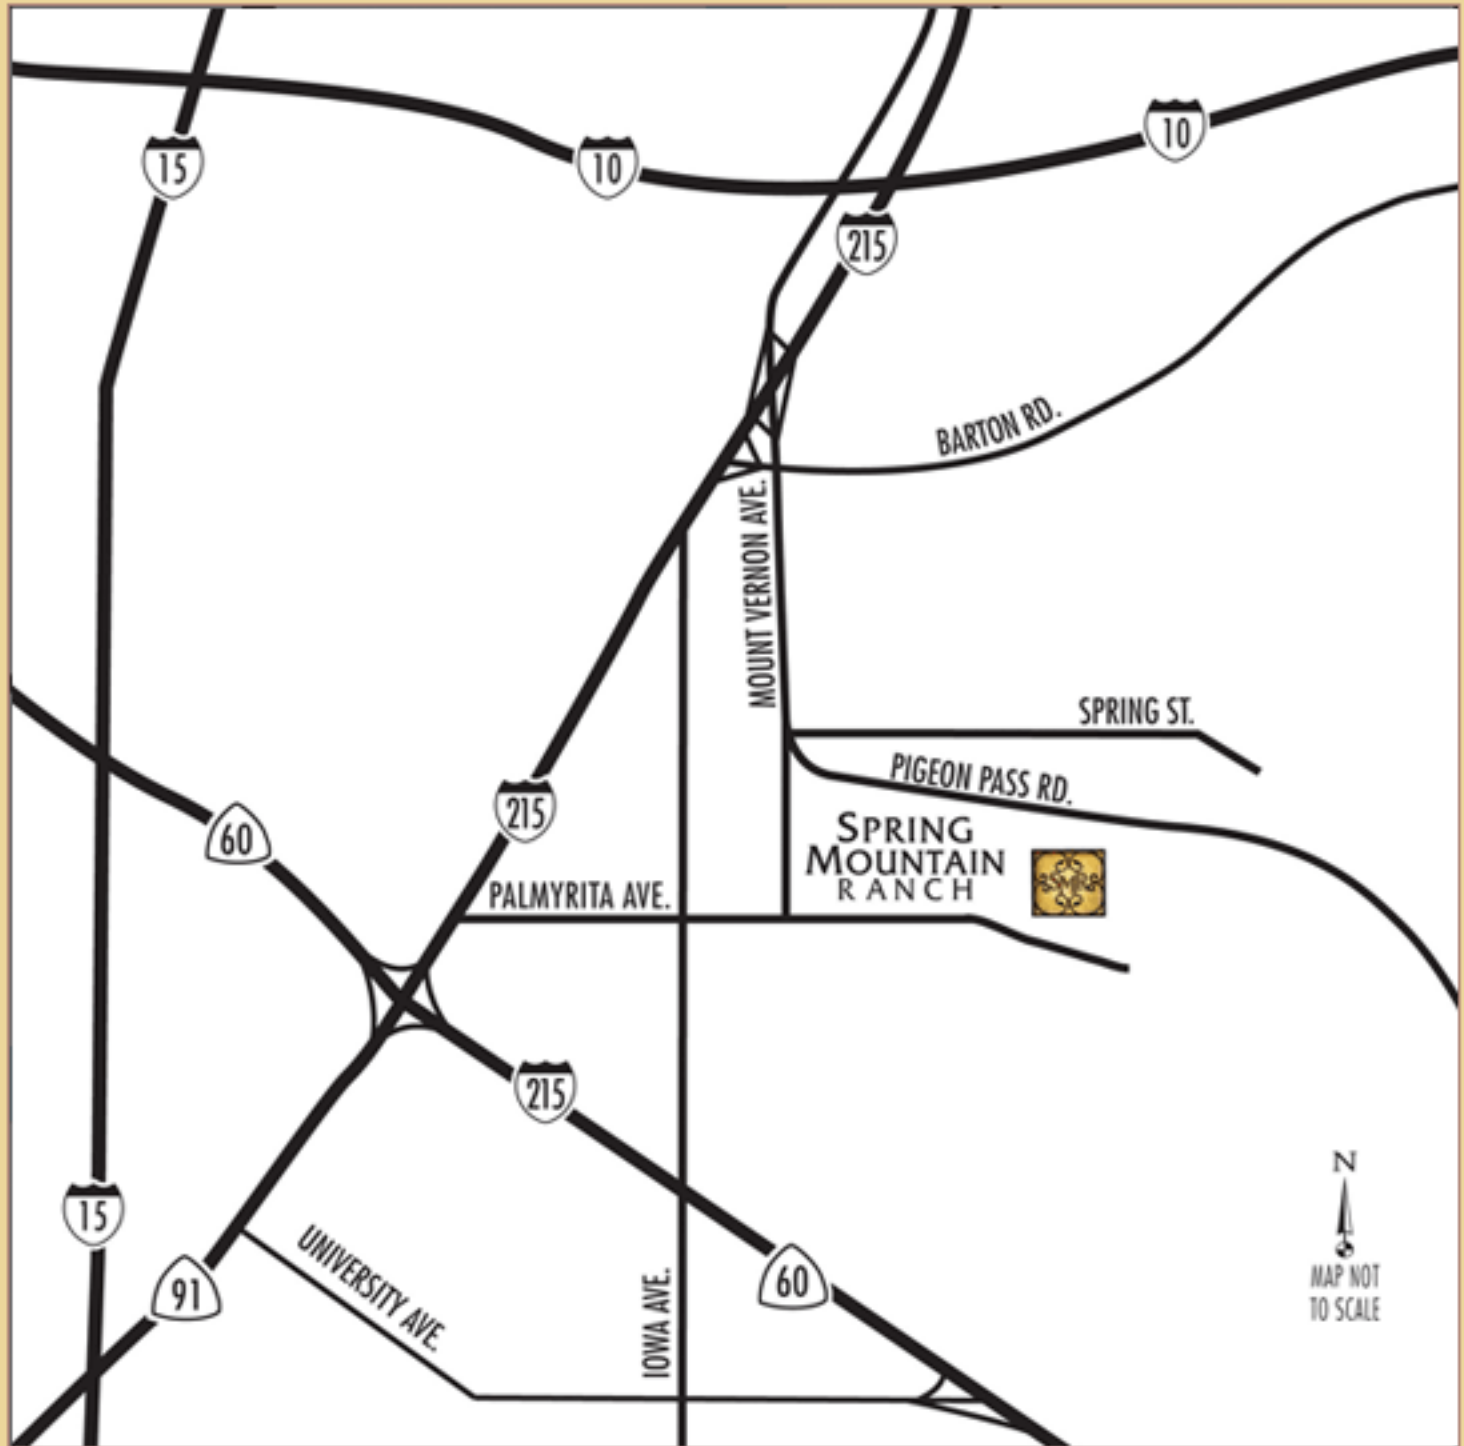 10
15
10
215
BARTON RD.
MOUNT VERNON AVE.
SPRING ST.
PIGEON PASS RD.
215
60
SPRING
MOUNTAIN
RANCH
SMR
PALMYRITA AVE.
215
N
15
MAP NOT
TO SCALE
91
UNIVERSITY AVE.
60
IOWA AVE.